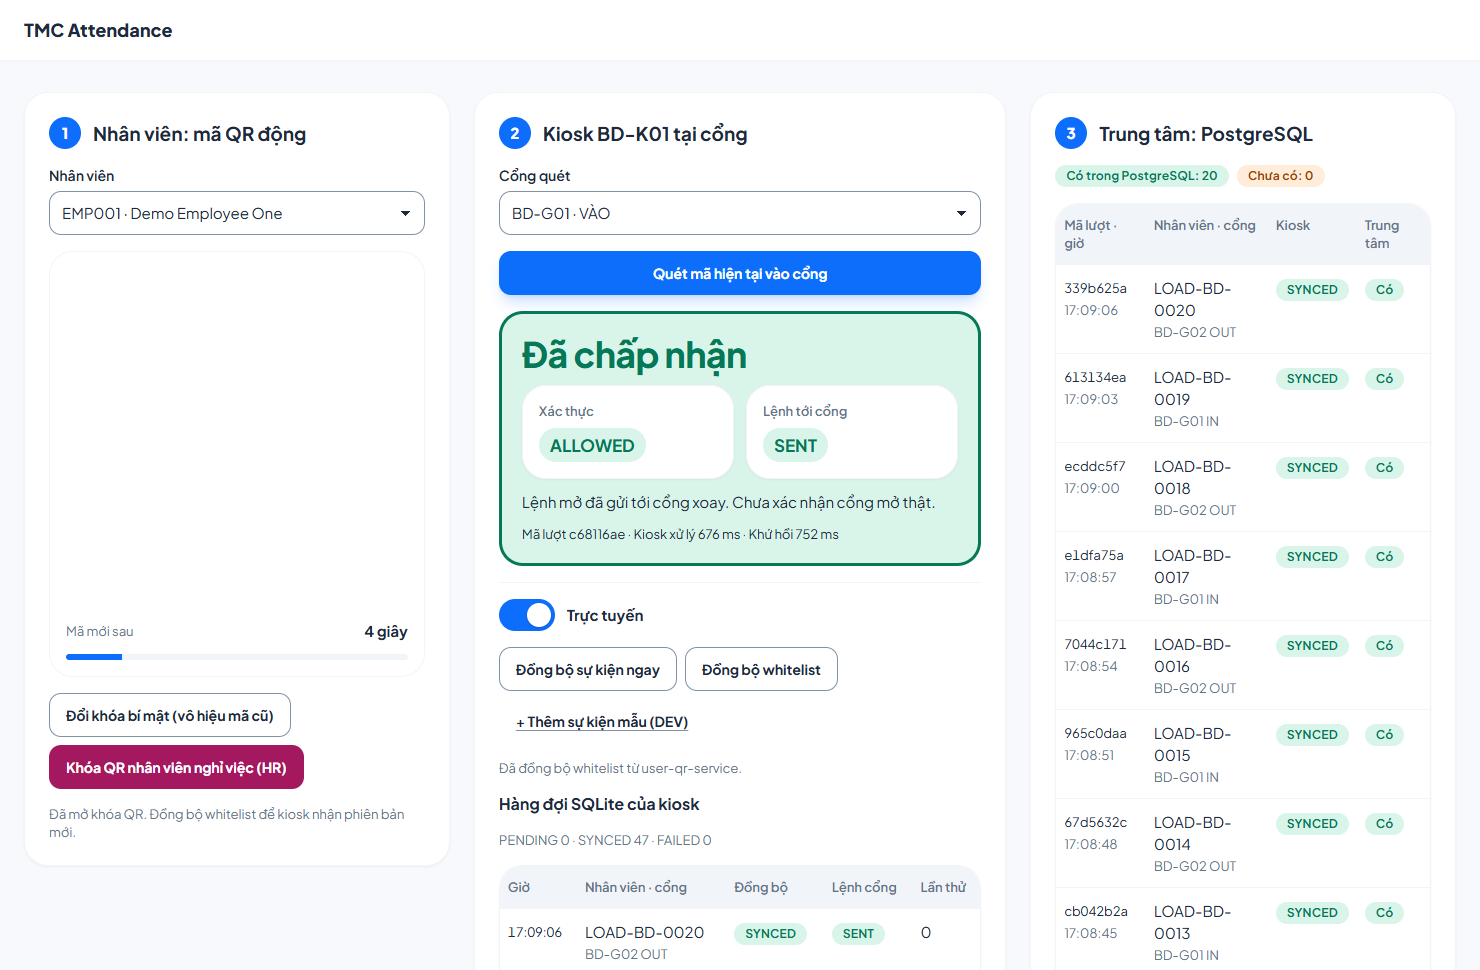 TMC Attendance
1 Nhân viên: mã QR động
Nhân viên
EMP001 · Demo Employee One
Mã mới sau 4 giây
Đổi khóa bí mật (vô hiệu mã cũ)
Khóa QR nhân viên nghỉ việc (HR)
Đã mở khóa QR. Đồng bộ whitelist để kiosk nhận phiên bản
mới.
2 Kiosk BD-K01 tại cổng
Cổng quét
BD-G01 · VÀO
Quét mã hiện tại vào cổng
Đã chấp nhận
Xác thực Lệnh tới cổng
ALLOWED SENT
Lệnh mở đã gửi tới cổng xoay. Chưa xác nhận cổng mở thật.
Mã lượt c68116ae · Kiosk xử lý 676 ms · Khứ hồi 752 ms
Trực tuyến
Đồng bộ sự kiện ngay Đồng bộ whitelist
+ Thêm sự kiện mẫu (DEV)
Đã đồng bộ whitelist từ user-qr-service.
Hàng đợi SQLite của kiosk
PENDING 0 · SYNCED 47 · FAILED 0
Giờ Nhân viên · cổng Đồng bộ Lệnh cổng Lần thử
17:09:06 LOAD-BD-0020 SYNCED SENT 0
BD-G02 OUT
3 Trung tâm: PostgreSQL
Có trong PostgreSQL: 20 Chưa có: 0
Mã lượt · Nhân viên · cổng Kiosk Trung
giờ tâm
339b625a LOAD-BD- SYNCED Có
17:09:06 0020
BD-G02 OUT
613134ea LOAD-BD- SYNCED Có
17:09:03 0019
BD-G01 IN
ecddc5f7 LOAD-BD- SYNCED Có
17:09:00 0018
BD-G02 OUT
e1dfa75a LOAD-BD- SYNCED Có
17:08:57 0017
BD-G01 IN
7044c171 LOAD-BD- SYNCED Có
17:08:54 0016
BD-G02 OUT
965c0daa LOAD-BD- SYNCED Có
17:08:51 0015
BD-G01 IN
67d5632c LOAD-BD- SYNCED Có
17:08:48 0014
BD-G02 OUT
cb042b2a LOAD-BD- SYNCED Có
17:08:45 0013
BD-G01 IN